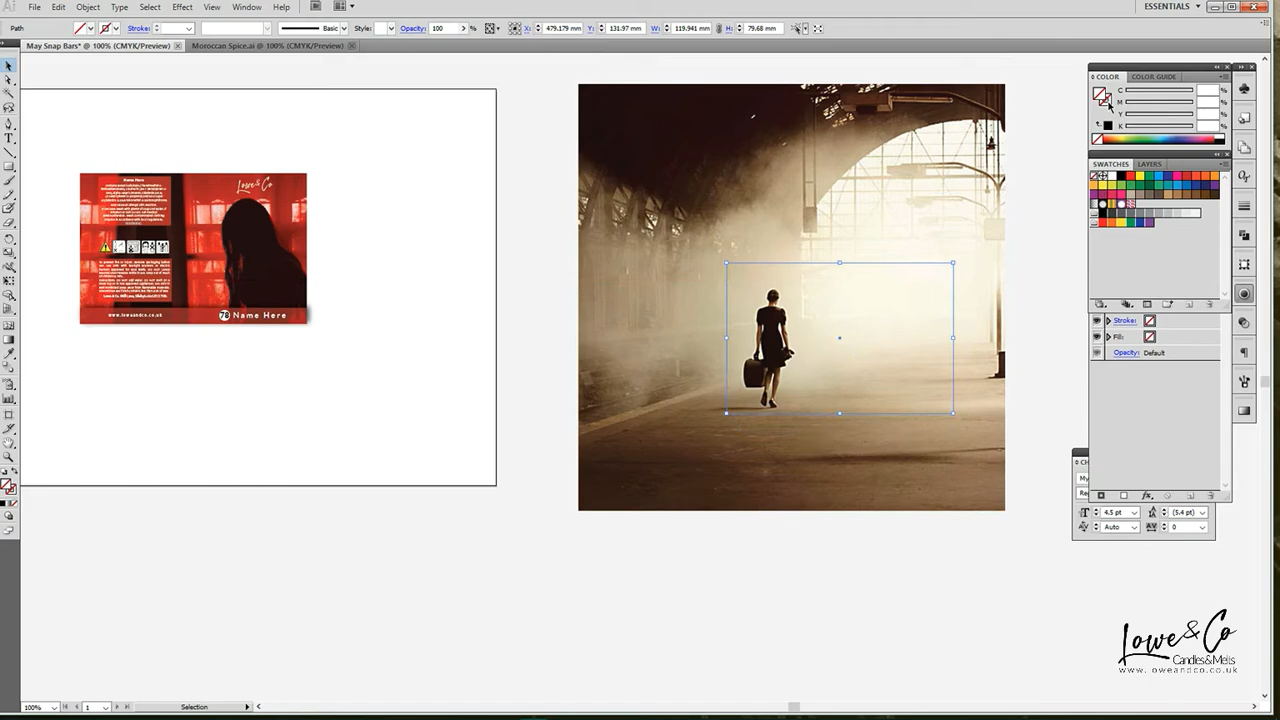 File Edit Object Type Select Effect View Window Help
ESSENTIALS
Path
Stroke:
Basic
Style:
Opacity: 100 %
X: 479.179 mm
Y: 131.97 mm
W: 119.941 mm
H: 79.68 mm
May Snap Bars* @ 100% (CMYK/Preview)
Moroccan Spice.ai @ 100% (CMYK/Preview)
COLOR
COLOR GUIDE
C %
M %
Y %
K %
SWATCHES
LAYERS
Stroke:
Fill:
Opacity: Default
4.5 pt
(5.4 pt)
Auto
0
Name Here
Lowe & Co
www.loweandco.co.uk
78 Name Here
Lowe & Co
Candles & Melts
www.loweandco.co.uk
100%
1
Selection